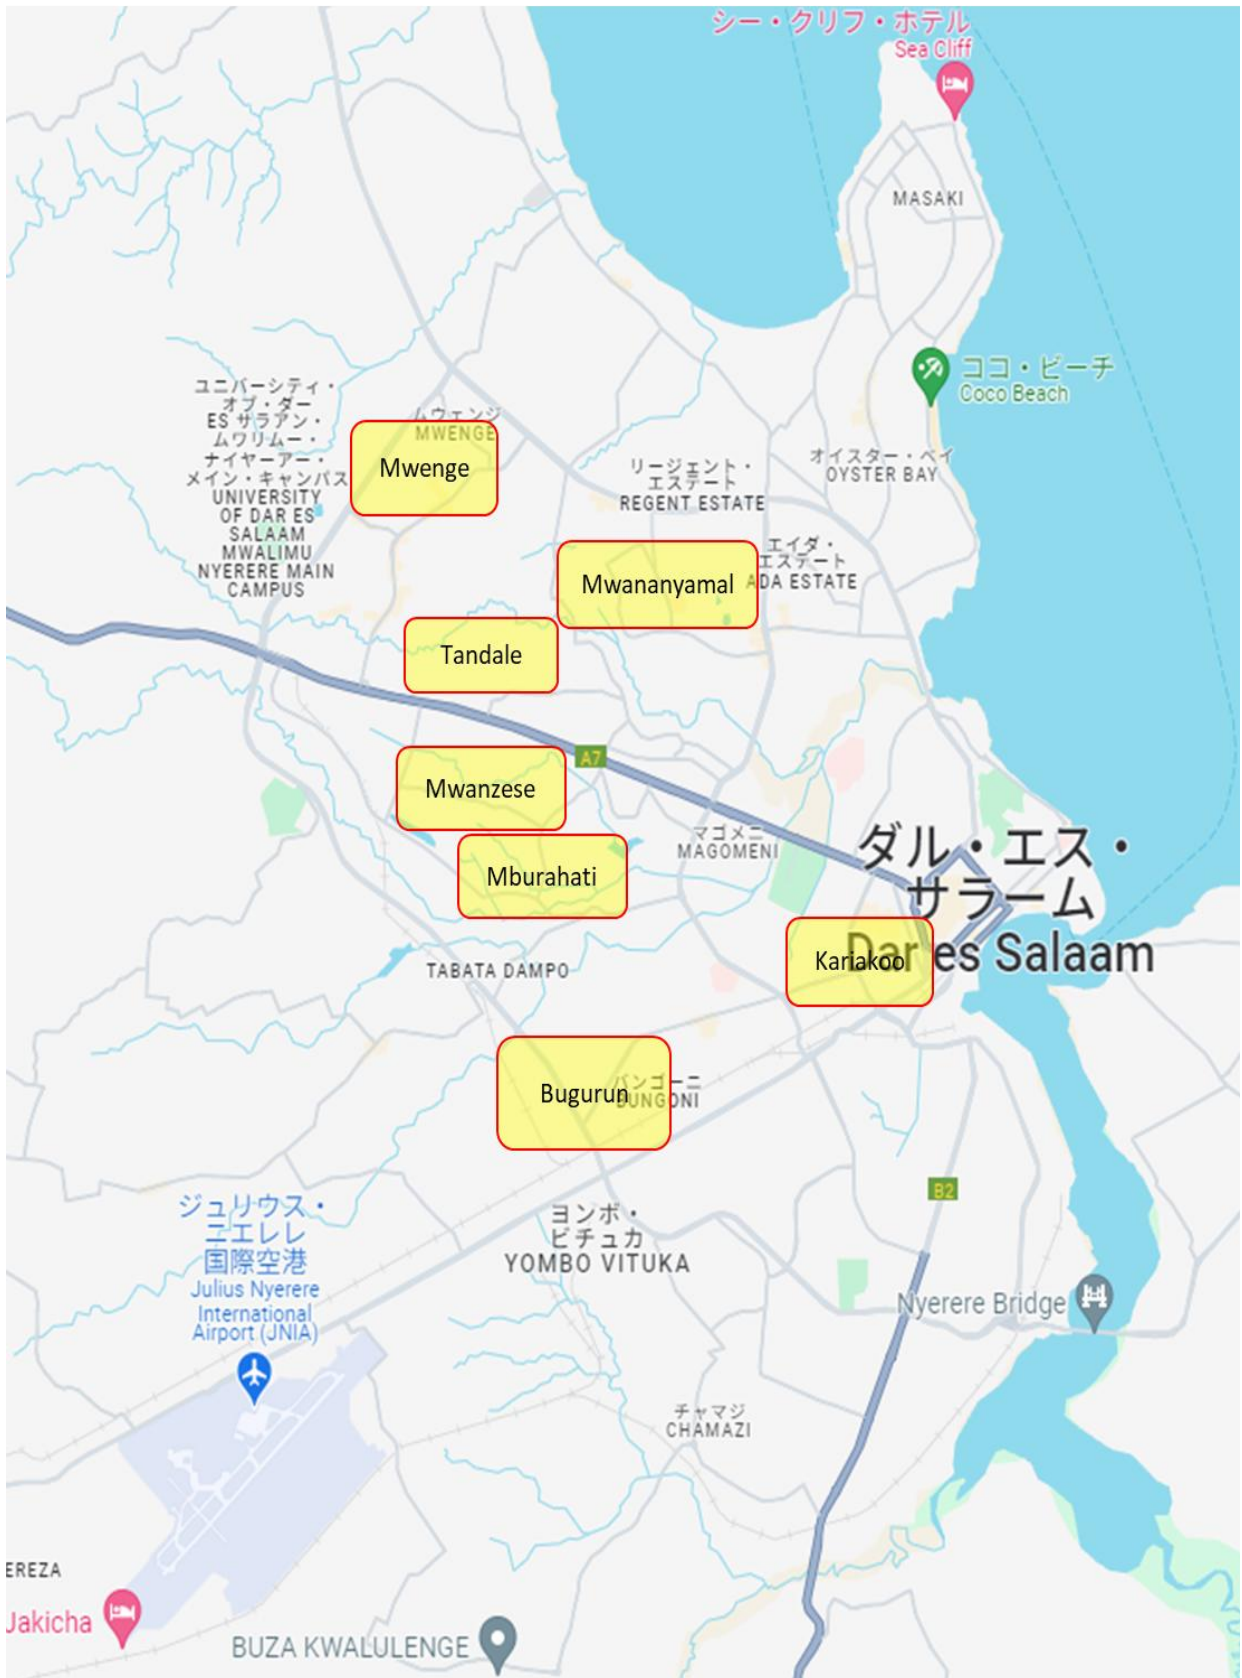 シー・クリフ・ホテル
Sea Cliff
MASAKI
ココ・ビーチ
Coco Beach
ユニバーシティ・
オブ・ダー
ES サラアン・
ムワリムー・
ナイヤーアー・
メイン・キャンパス
UNIVERSITY
OF DAR ES
SALAAM
MWALIMU
NYERERE MAIN
CAMPUS
ムウェンジ
MWENGE
Mwenge
リージェント・
エステート
REGENT ESTATE
オイスター・ベイ
OYSTER BAY
エイダ・
エステート
ADA ESTATE
Mwananyamal
Tandale
A7
Mwanzese
Mburahati
マゴメニ
MAGOMENI
ダル・エス・
サラーム
Dar es Salaam
Kariakoo
TABATA DAMPO
Bugurun
バンゴーニ
BUNGONI
B2
ジュリウス・
ニエレレ
国際空港
Julius Nyerere
International
Airport (JNIA)
ヨンボ・
ビチュカ
YOMBO VITUKA
Nyerere Bridge
チャマジ
CHAMAZI
EREZA
Jakicha
BUZA KWALULENGE